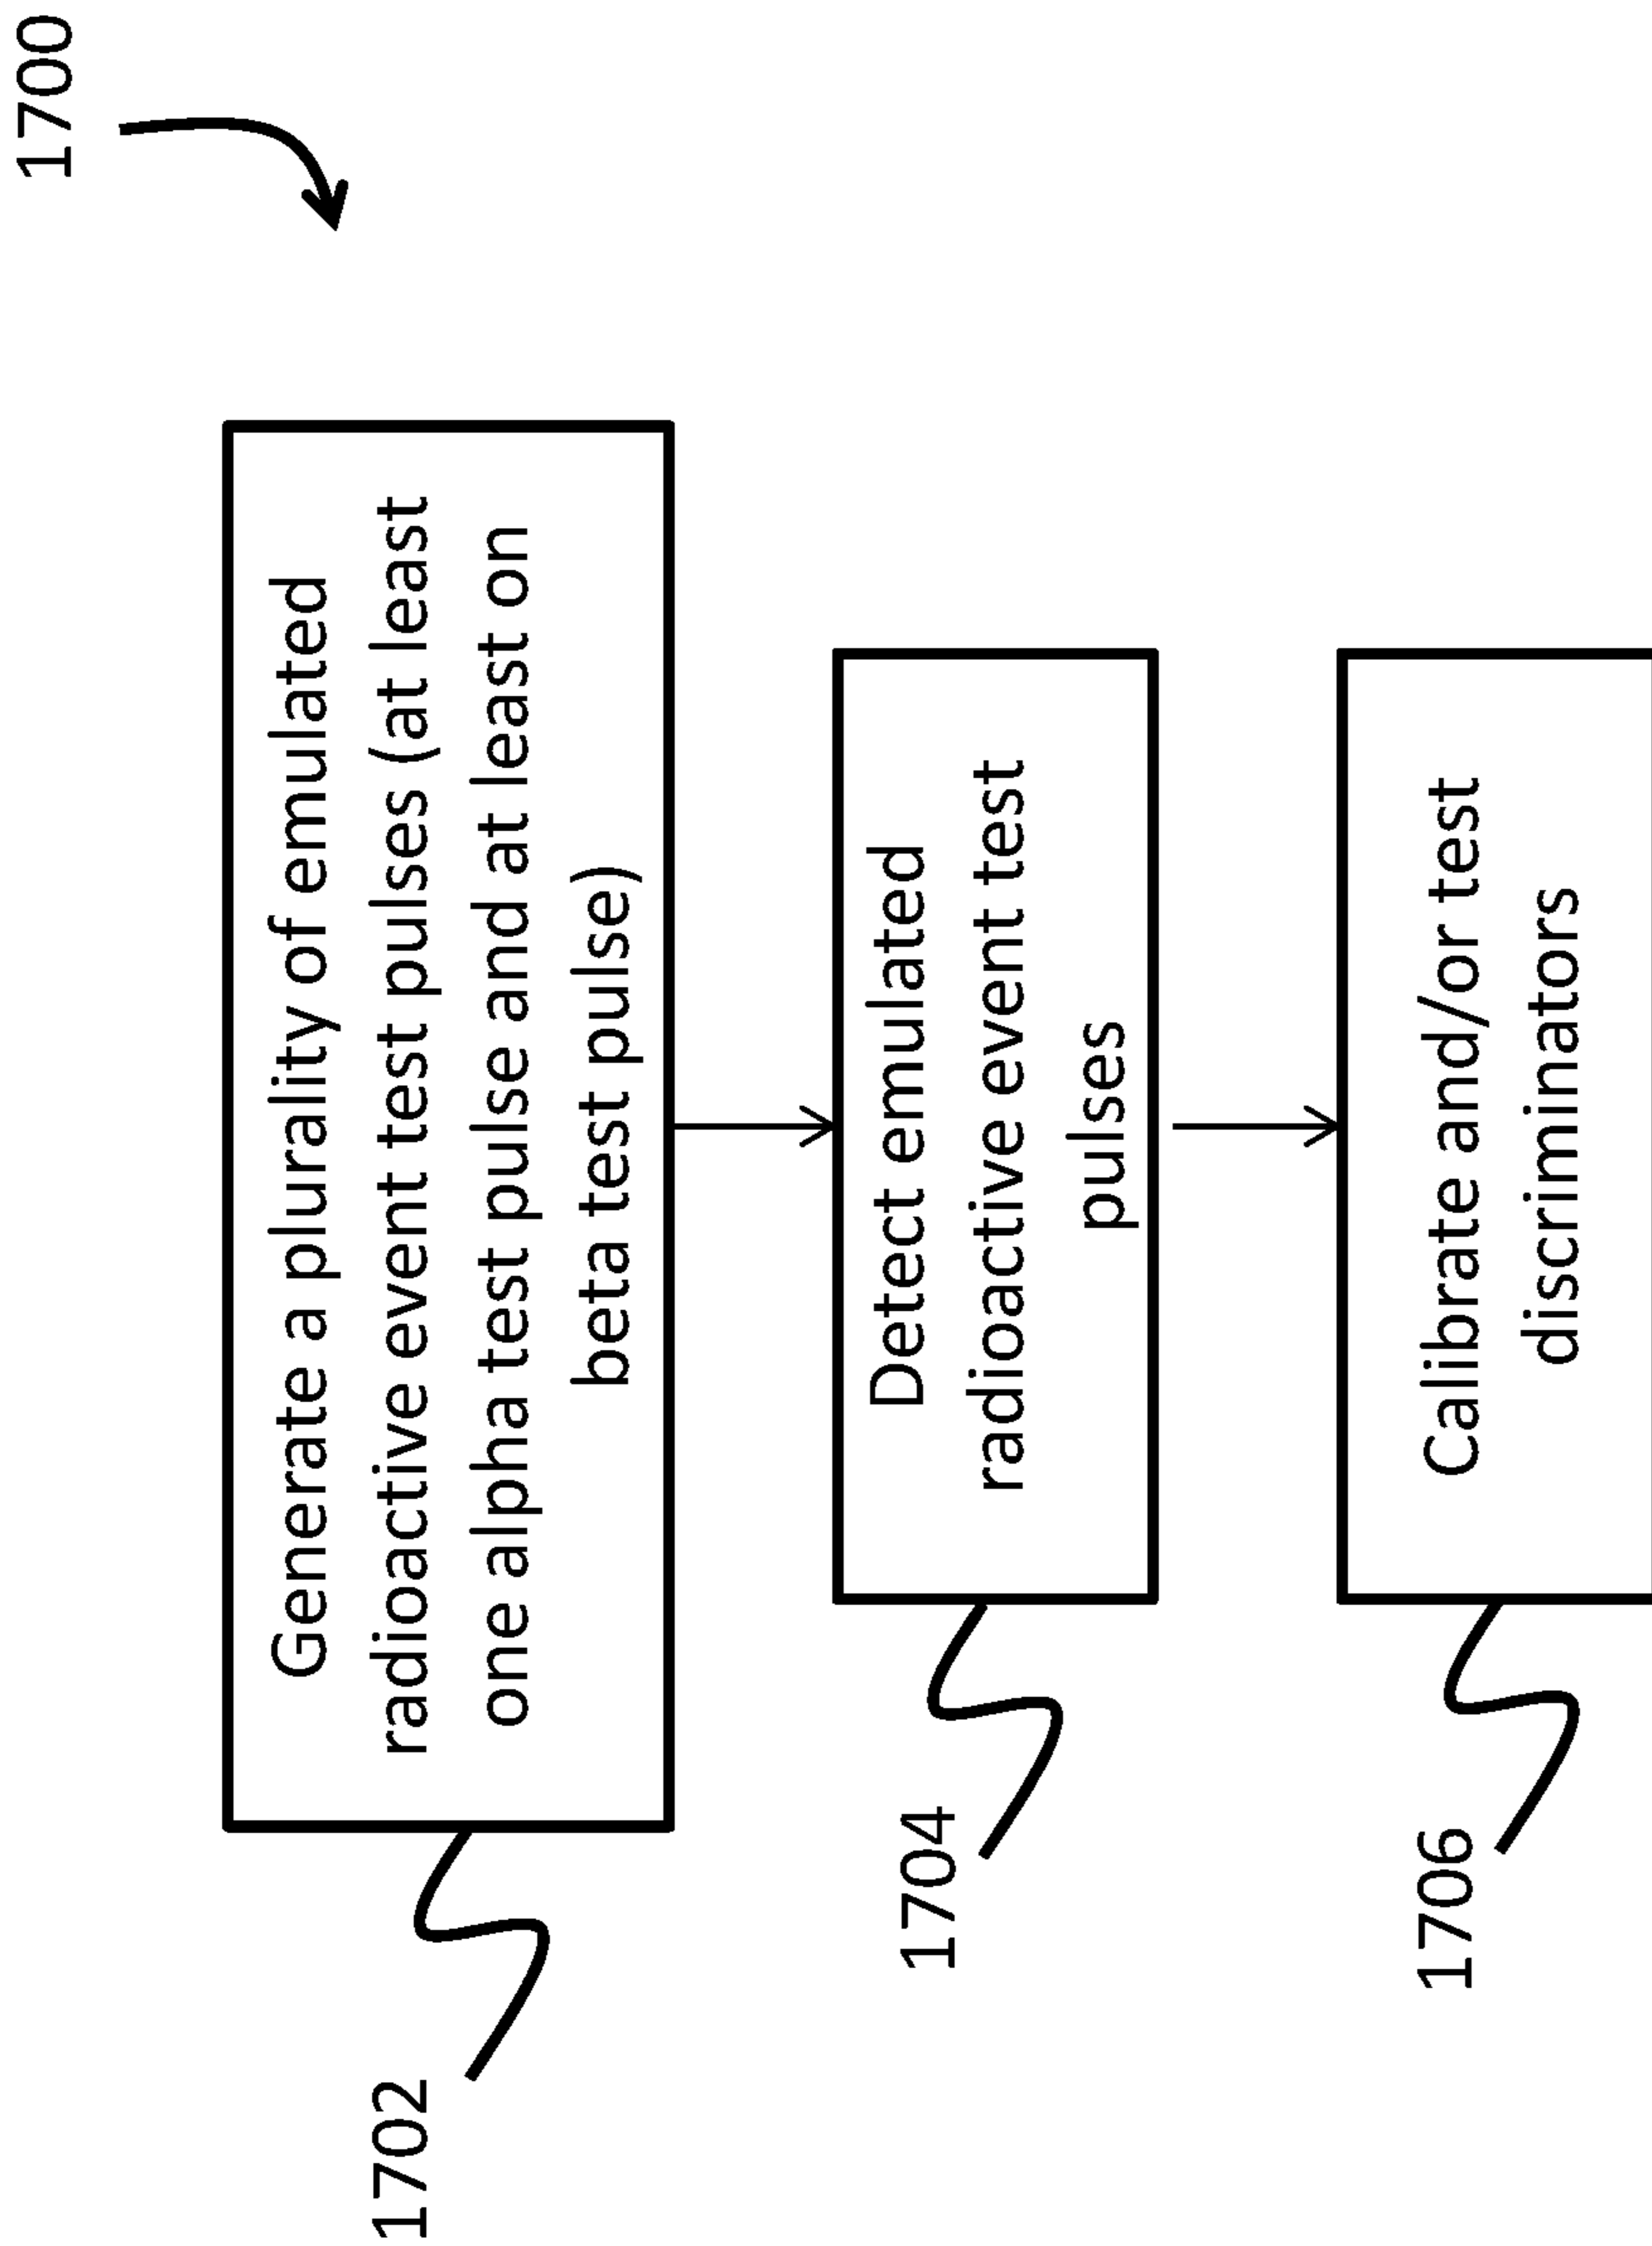 1700
Generate a plurality of emulated
radioactive event test pulses (at least
one alpha test pulse and at least on
beta test pulse)
1702
Detect emulated
radioactive event test
pulses
1704
Calibrate and/or test
discriminators
1706